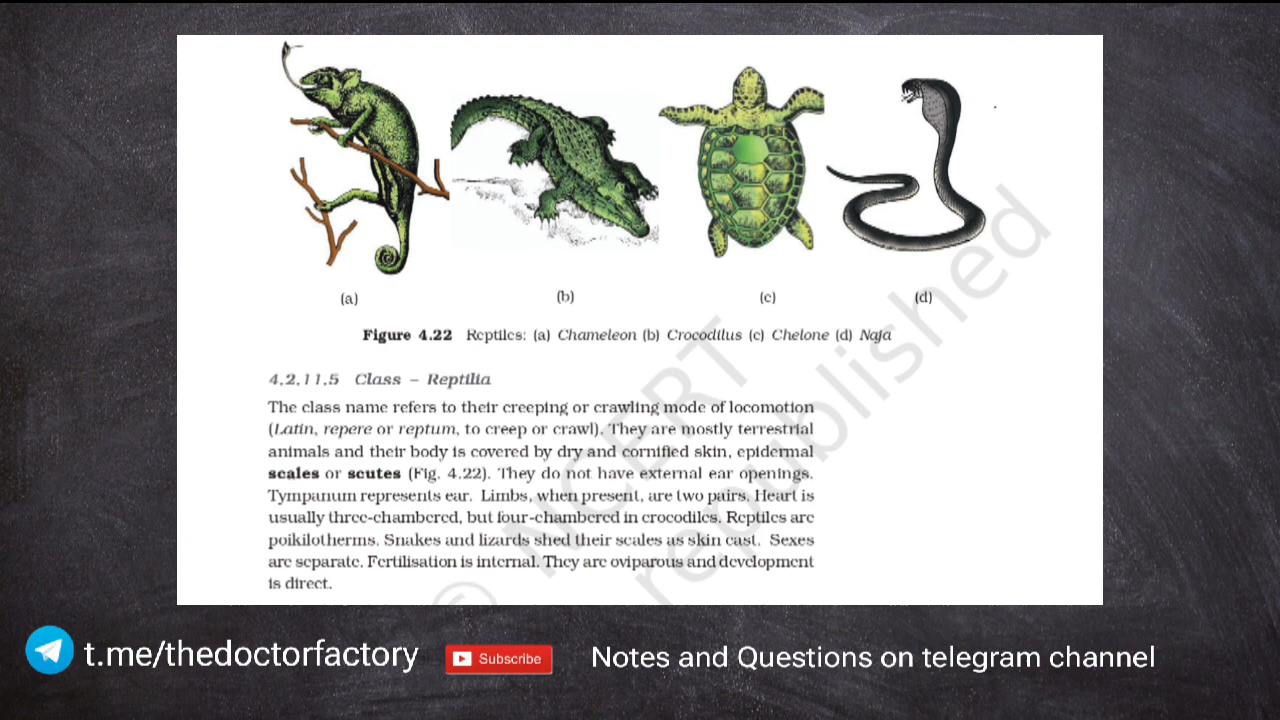 (a) (b) (c) (d)
Figure 4.22 Reptiles: (a) Chameleon (b) Crocodilus (c) Chelone (d) Naja
4.2.11.5 Class – Reptilia
The class name refers to their creeping or crawling mode of locomotion
(Latin, repere or reptum, to creep or crawl). They are mostly terrestrial
animals and their body is covered by dry and cornified skin, epidermal
scales or scutes (Fig. 4.22). They do not have external ear openings.
Tympanum represents ear. Limbs, when present, are two pairs. Heart is
usually three-chambered, but four-chambered in crocodiles. Reptiles are
poikilotherms. Snakes and lizards shed their scales as skin cast. Sexes
are separate. Fertilisation is internal. They are oviparous and development
is direct.
© NCERT
republished
t.me/thedoctorfactory
Subscribe
Notes and Questions on telegram channel